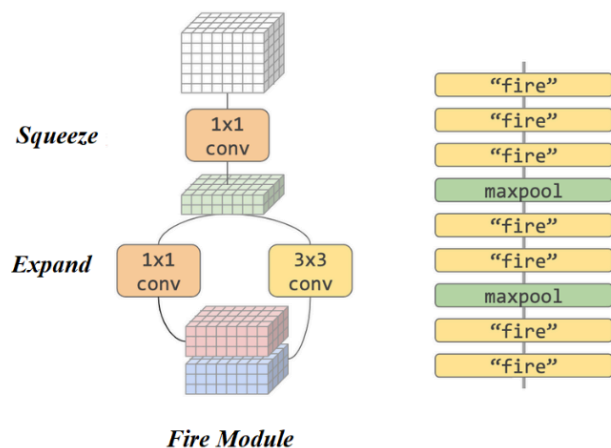 Squeeze
1x1
conv
Expand
1x1
conv
3x3
conv
Fire Module
“fire”
“fire”
“fire”
maxpool
“fire”
“fire”
maxpool
“fire”
“fire”